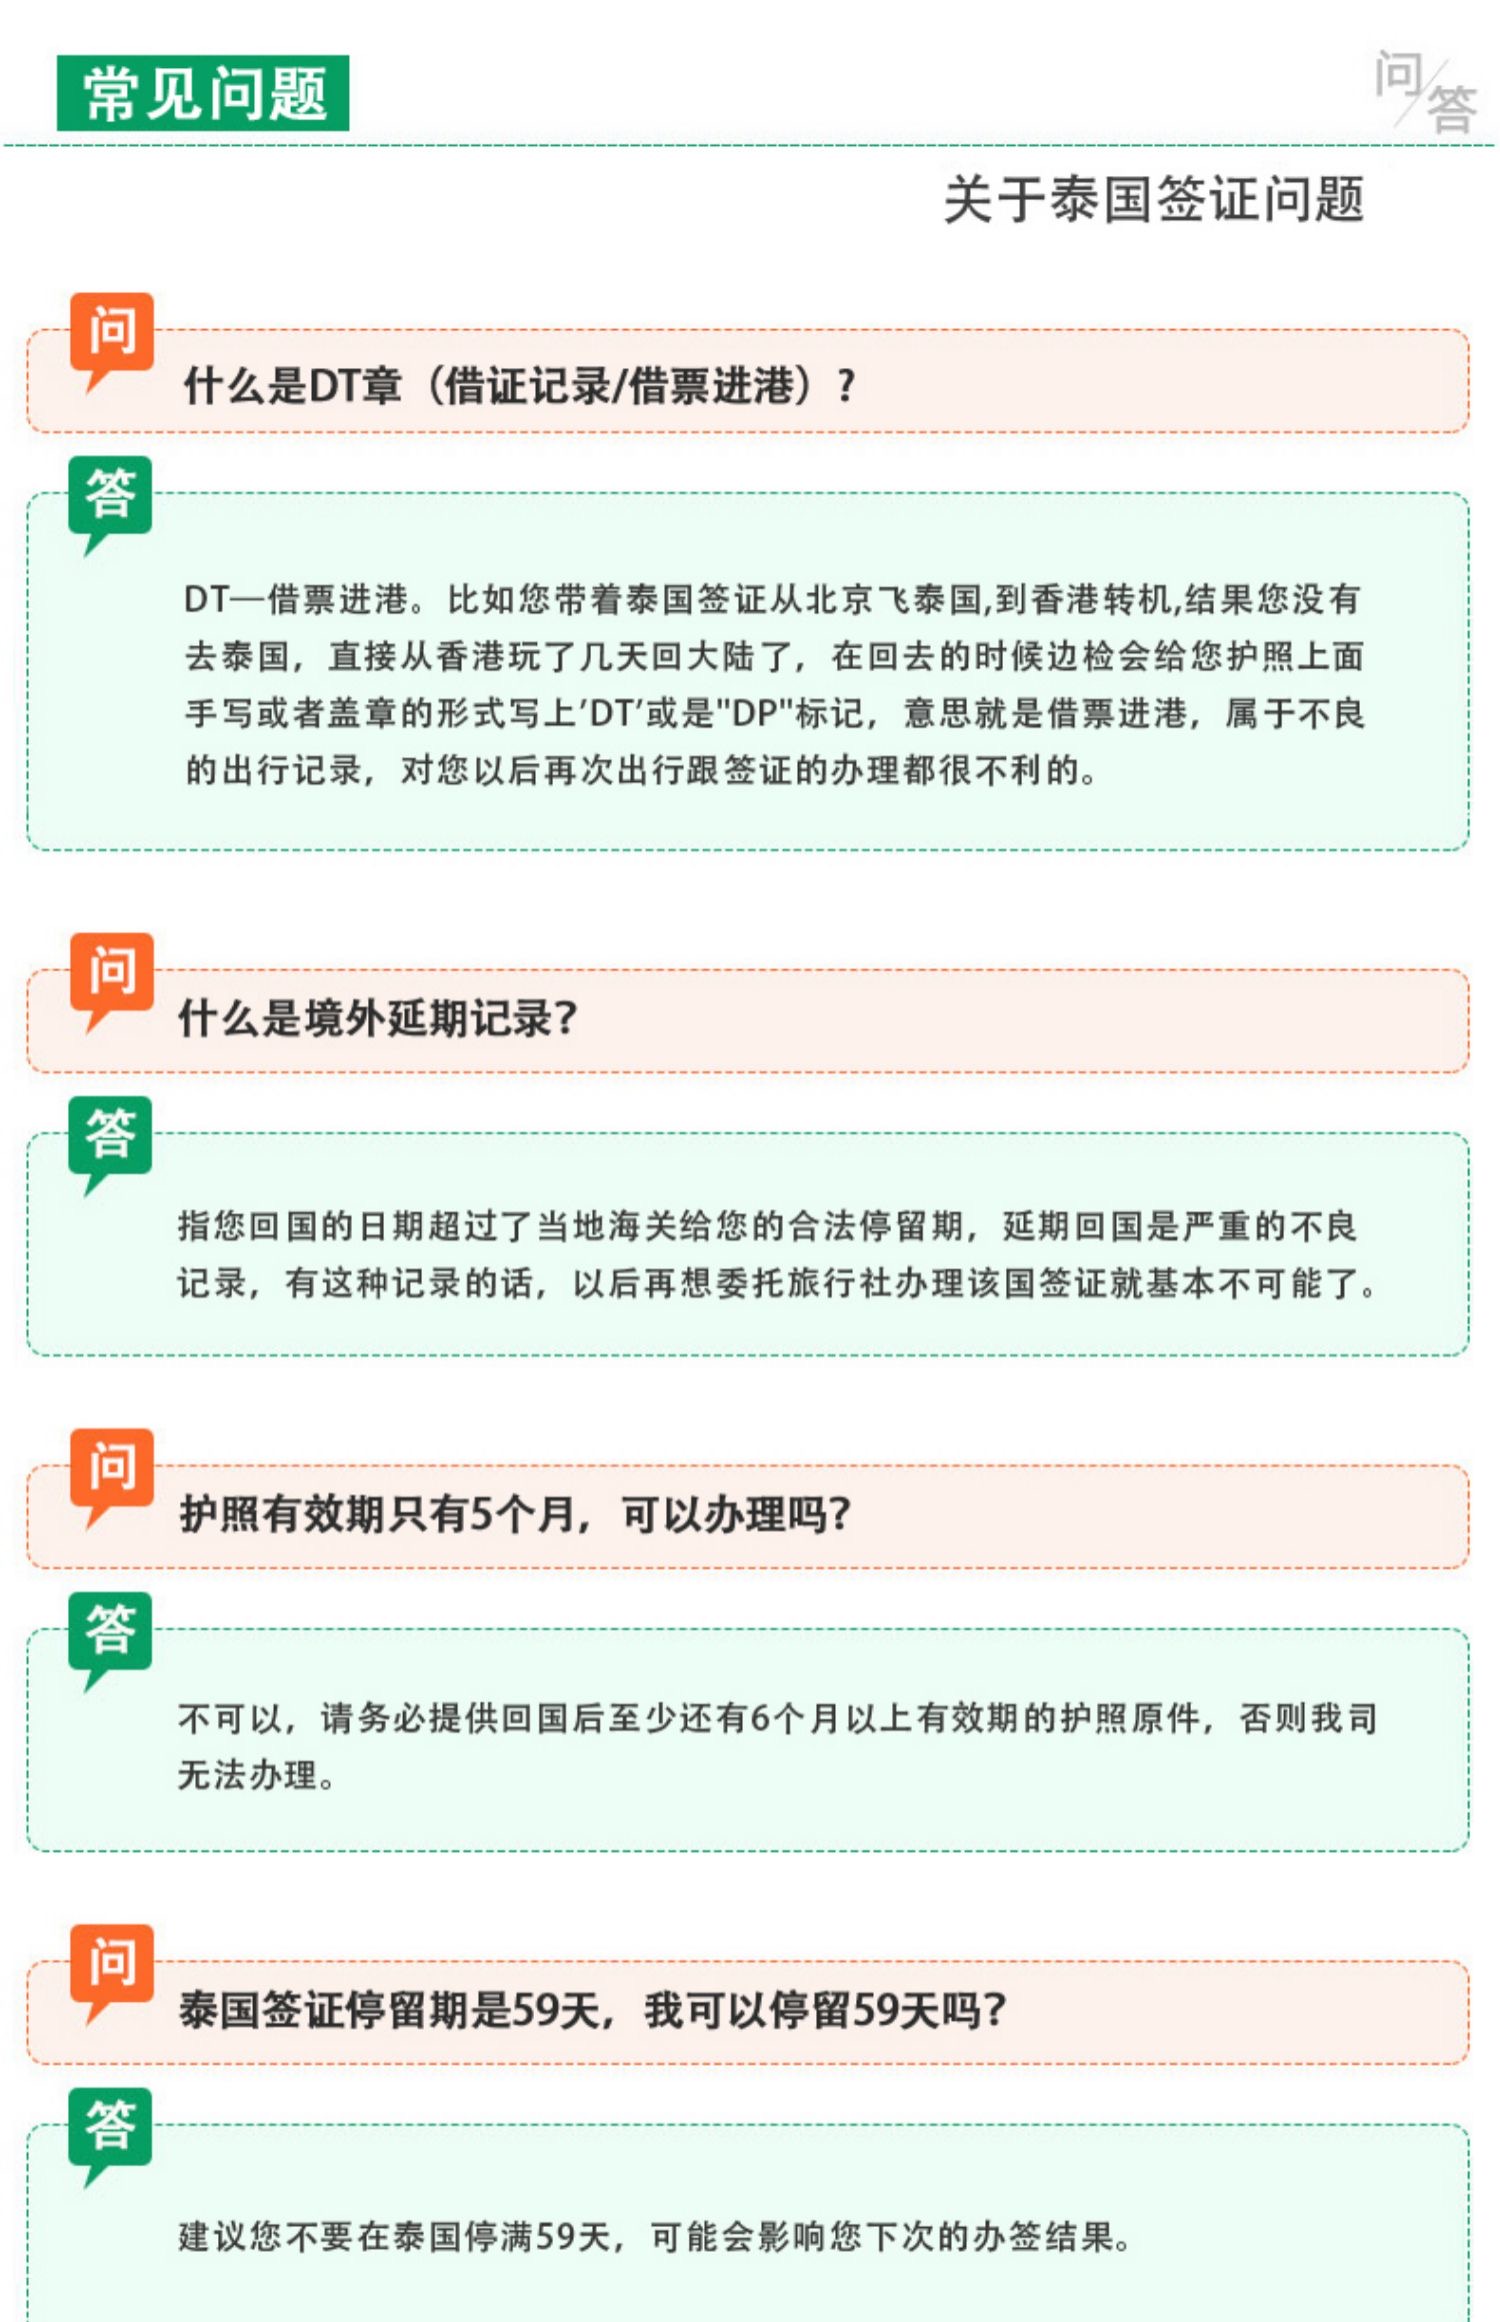 常见问题
问
答
关于泰国签证问题
问
什么是DT章（借证记录/借票进港）?
答
DT—借票进港。比如您带着泰国签证从北京飞泰国,到香港转机,结果您没有
去泰国，直接从香港玩了几天回大陆了，在回去的时候边检会给您护照上面
手写或者盖章的形式写上'DT'或是"DP"标记，意思就是借票进港，属于不良
的出行记录，对您以后再次出行跟签证的办理都很不利的。
问
什么是境外延期记录？
答
指您回国的日期超过了当地海关给您的合法停留期，延期回国是严重的不良
记录，有这种记录的话，以后再想委托旅行社办理该国签证就基本不可能了。
问
护照有效期只有5个月，可以办理吗？
答
不可以，请务必提供回国后至少还有6个月以上有效期的护照原件，否则我司
无法办理。
问
泰国签证停留期是59天，我可以停留59天吗？
答
建议您不要在泰国停满59天，可能会影响您下次的办签结果。